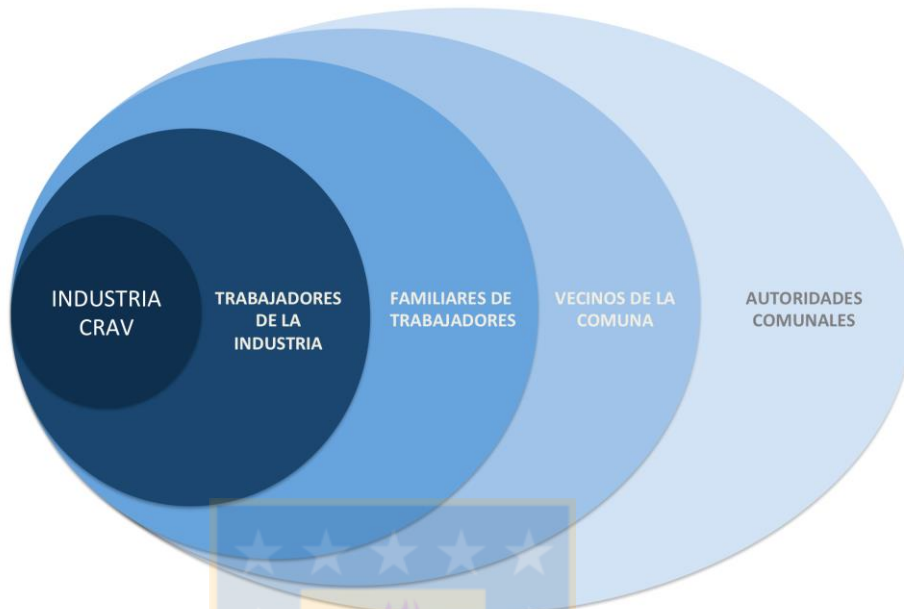 INDUSTRIA
CRAV
TRABAJADORES
DE LA
INDUSTRIA
FAMILIARES DE
TRABAJADORES
VECINOS DE LA
COMUNA
AUTORIDADES
COMUNALES